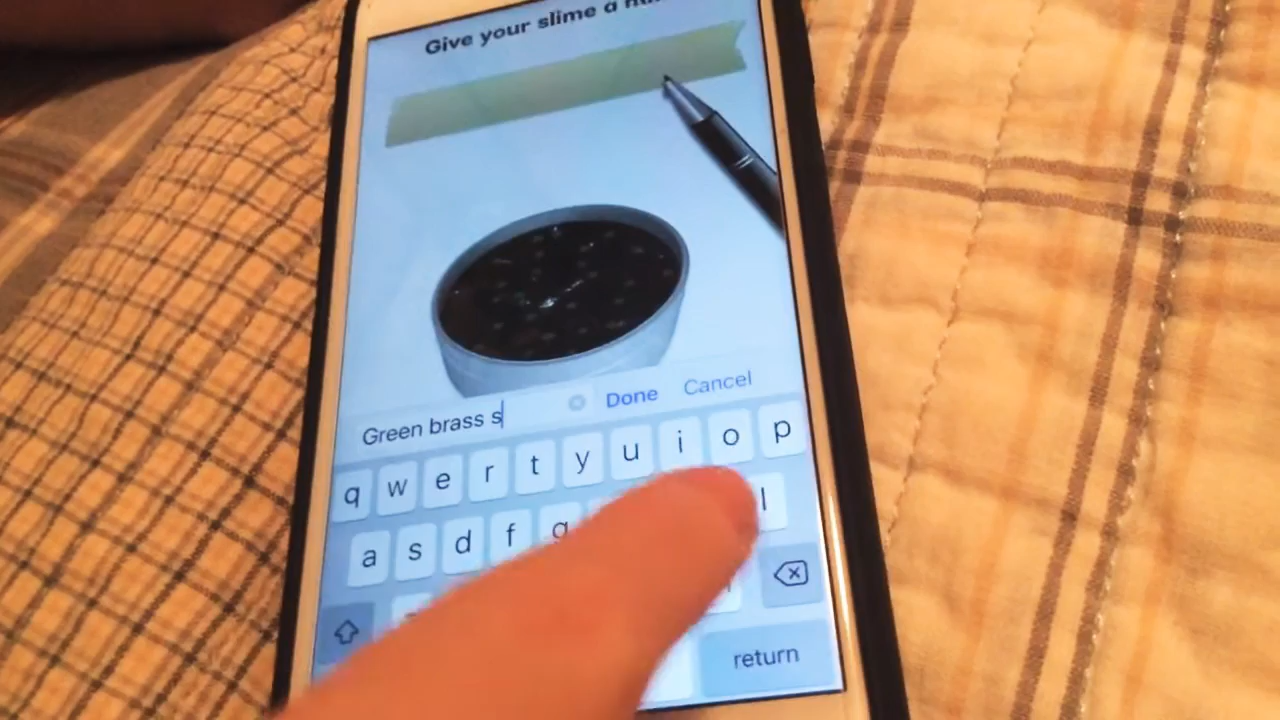 Give your slime a
Green brass s
Done
Cancel
q w e r t y u i o p
a s d f g l
return